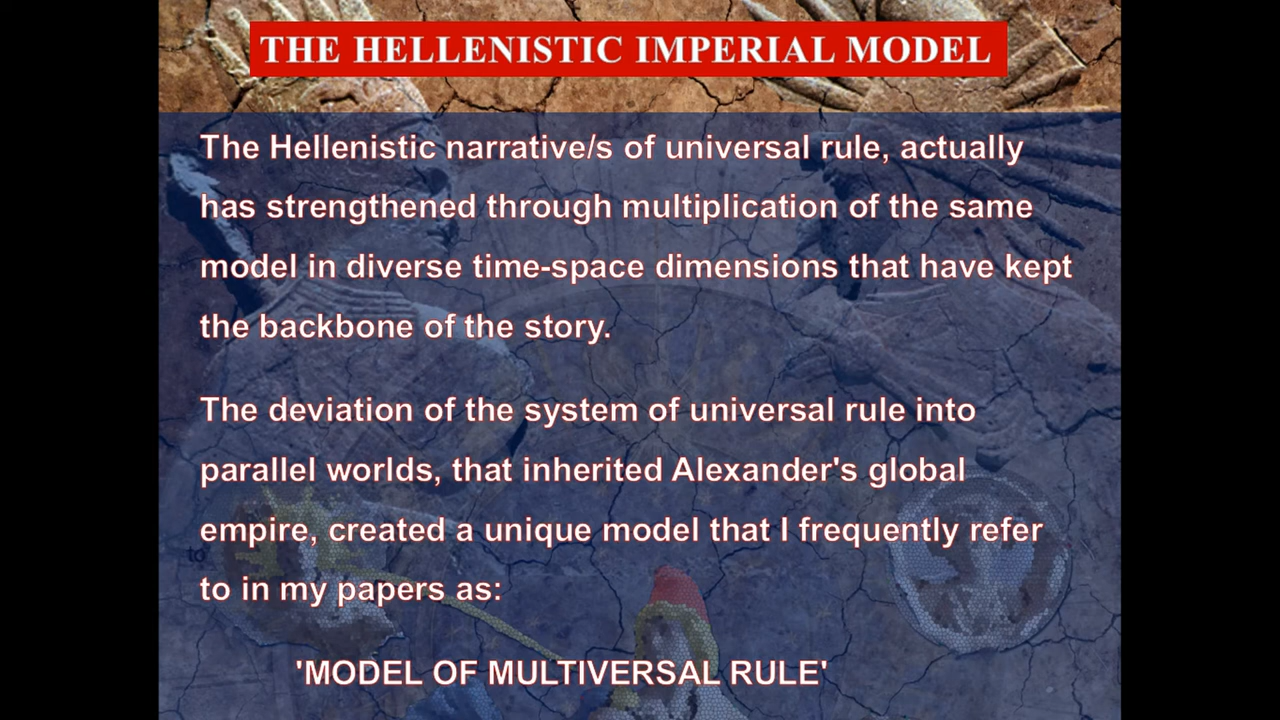 THE HELLENISTIC IMPERIAL MODEL
The Hellenistic narrative/s of universal rule, actually
has strengthened through multiplication of the same
model in diverse time-space dimensions that have kept
the backbone of the story.
The deviation of the system of universal rule into
parallel worlds, that inherited Alexander's global
empire, created a unique model that I frequently refer
to in my papers as:
'MODEL OF MULTIVERSAL RULE'